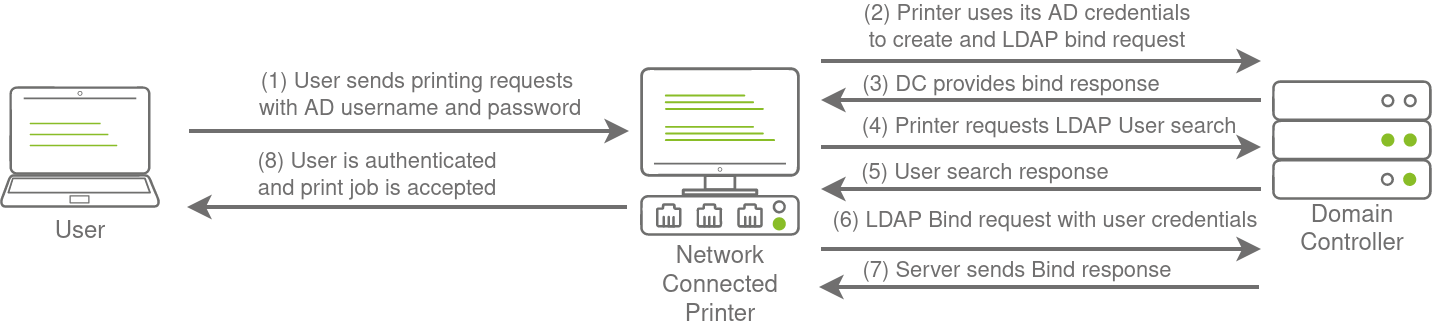 (1) User sends printing requests
with AD username and password
(8) User is authenticated
and print job is accepted
User
Network
Connected
Printer
(2) Printer uses its AD credentials
to create and LDAP bind request
(3) DC provides bind response
(4) Printer requests LDAP User search
(5) User search response
(6) LDAP Bind request with user credentials
(7) Server sends Bind response
Domain
Controller